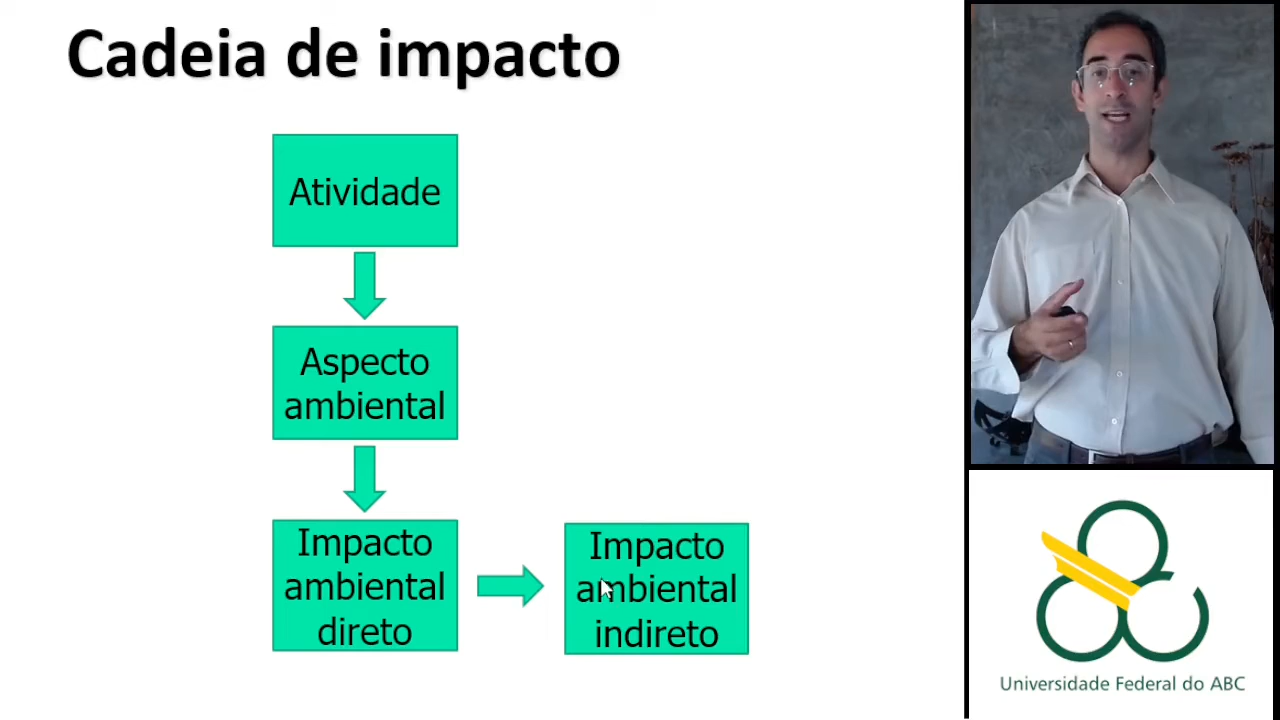 Cadeia de impacto
Atividade
Aspecto
ambiental
Impacto
ambiental
direto
Impacto
ambiental
indireto
Universidade Federal do ABC